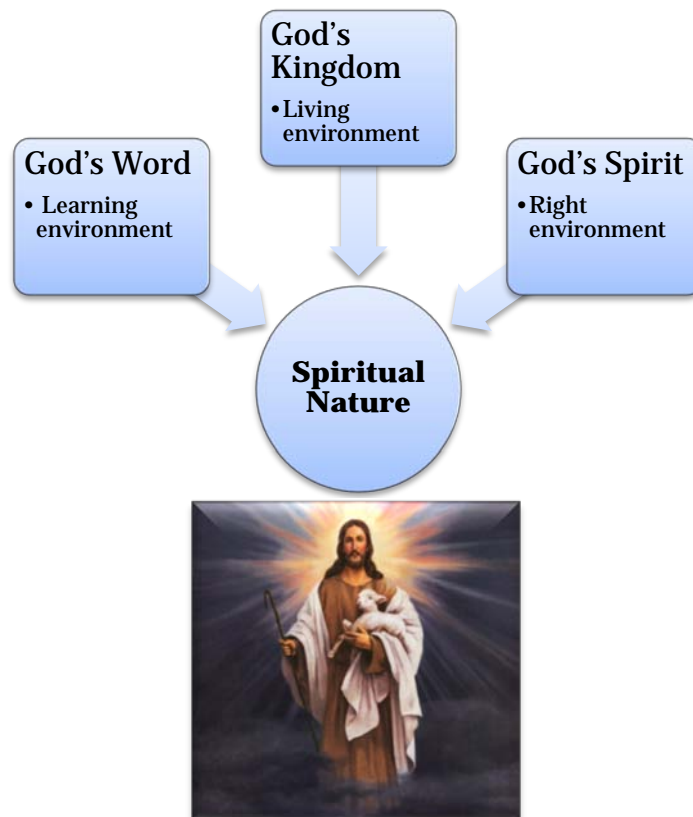 God's
Kingdom
•Living
environment
God's Word
• Learning
environment
God's Spirit
•Right
environment
Spiritual
Nature